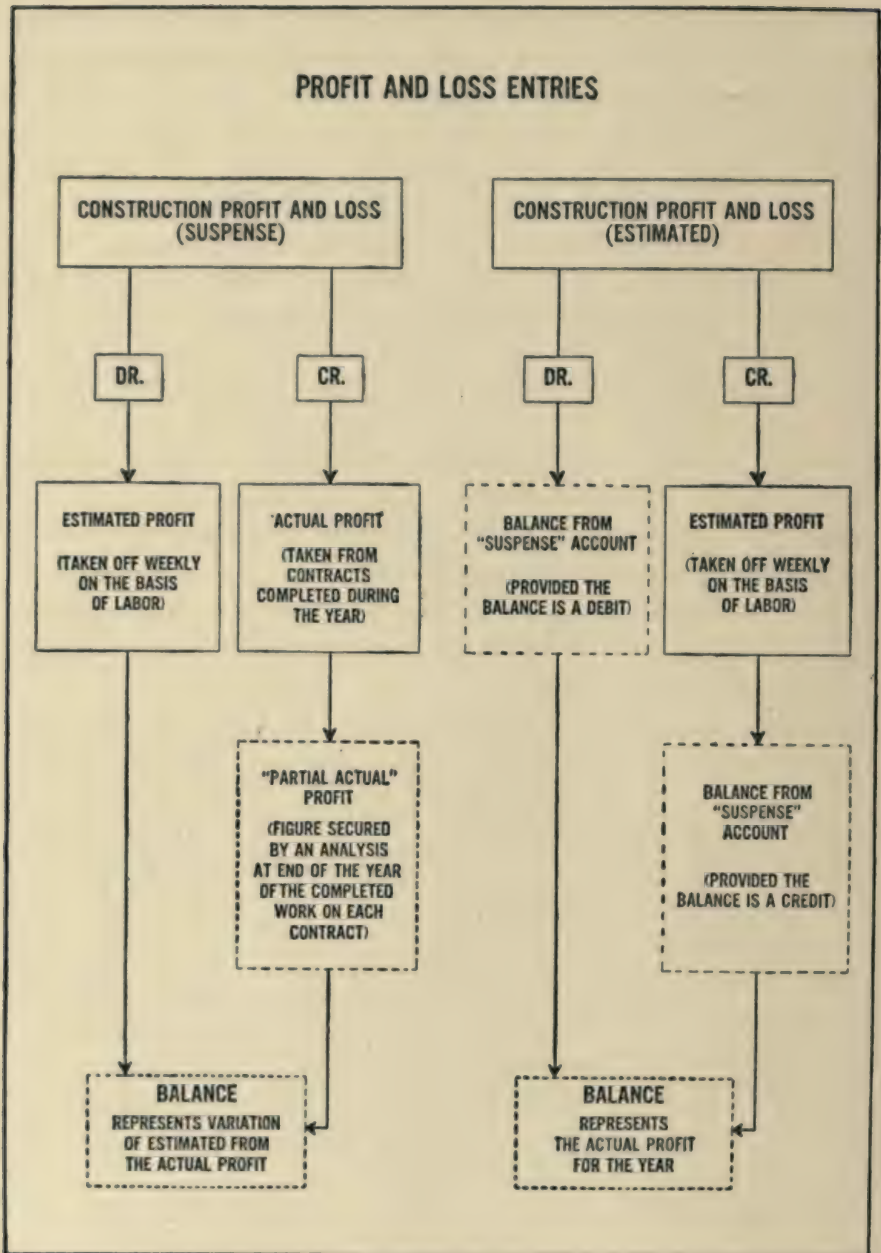 PROFIT AND LOSS ENTRIES
CONSTRUCTION PROFIT AND LOSS
(SUSPENSE)
DR.
CR.
ESTIMATED PROFIT
(TAKEN OFF WEEKLY
ON THE BASIS
OF LABOR)
ACTUAL PROFIT
(TAKEN FROM
CONTRACTS
COMPLETED DURING
THE YEAR)
"PARTIAL ACTUAL"
PROFIT
(FIGURE SECURED
BY AN ANALYSIS
AT END OF THE YEAR
OF THE COMPLETED
WORK ON EACH
CONTRACT)
BALANCE
REPRESENTS VARIATION
OF ESTIMATED FROM
THE ACTUAL PROFIT
CONSTRUCTION PROFIT AND LOSS
(ESTIMATED)
DR.
CR.
BALANCE FROM
"SUSPENSE" ACCOUNT
(PROVIDED THE
BALANCE IS A DEBIT)
ESTIMATED PROFIT
(TAKEN OFF WEEKLY
ON THE BASIS
OF LABOR)
BALANCE FROM
"SUSPENSE"
ACCOUNT
(PROVIDED THE
BALANCE IS A CREDIT)
BALANCE
REPRESENTS
THE ACTUAL PROFIT
FOR THE YEAR